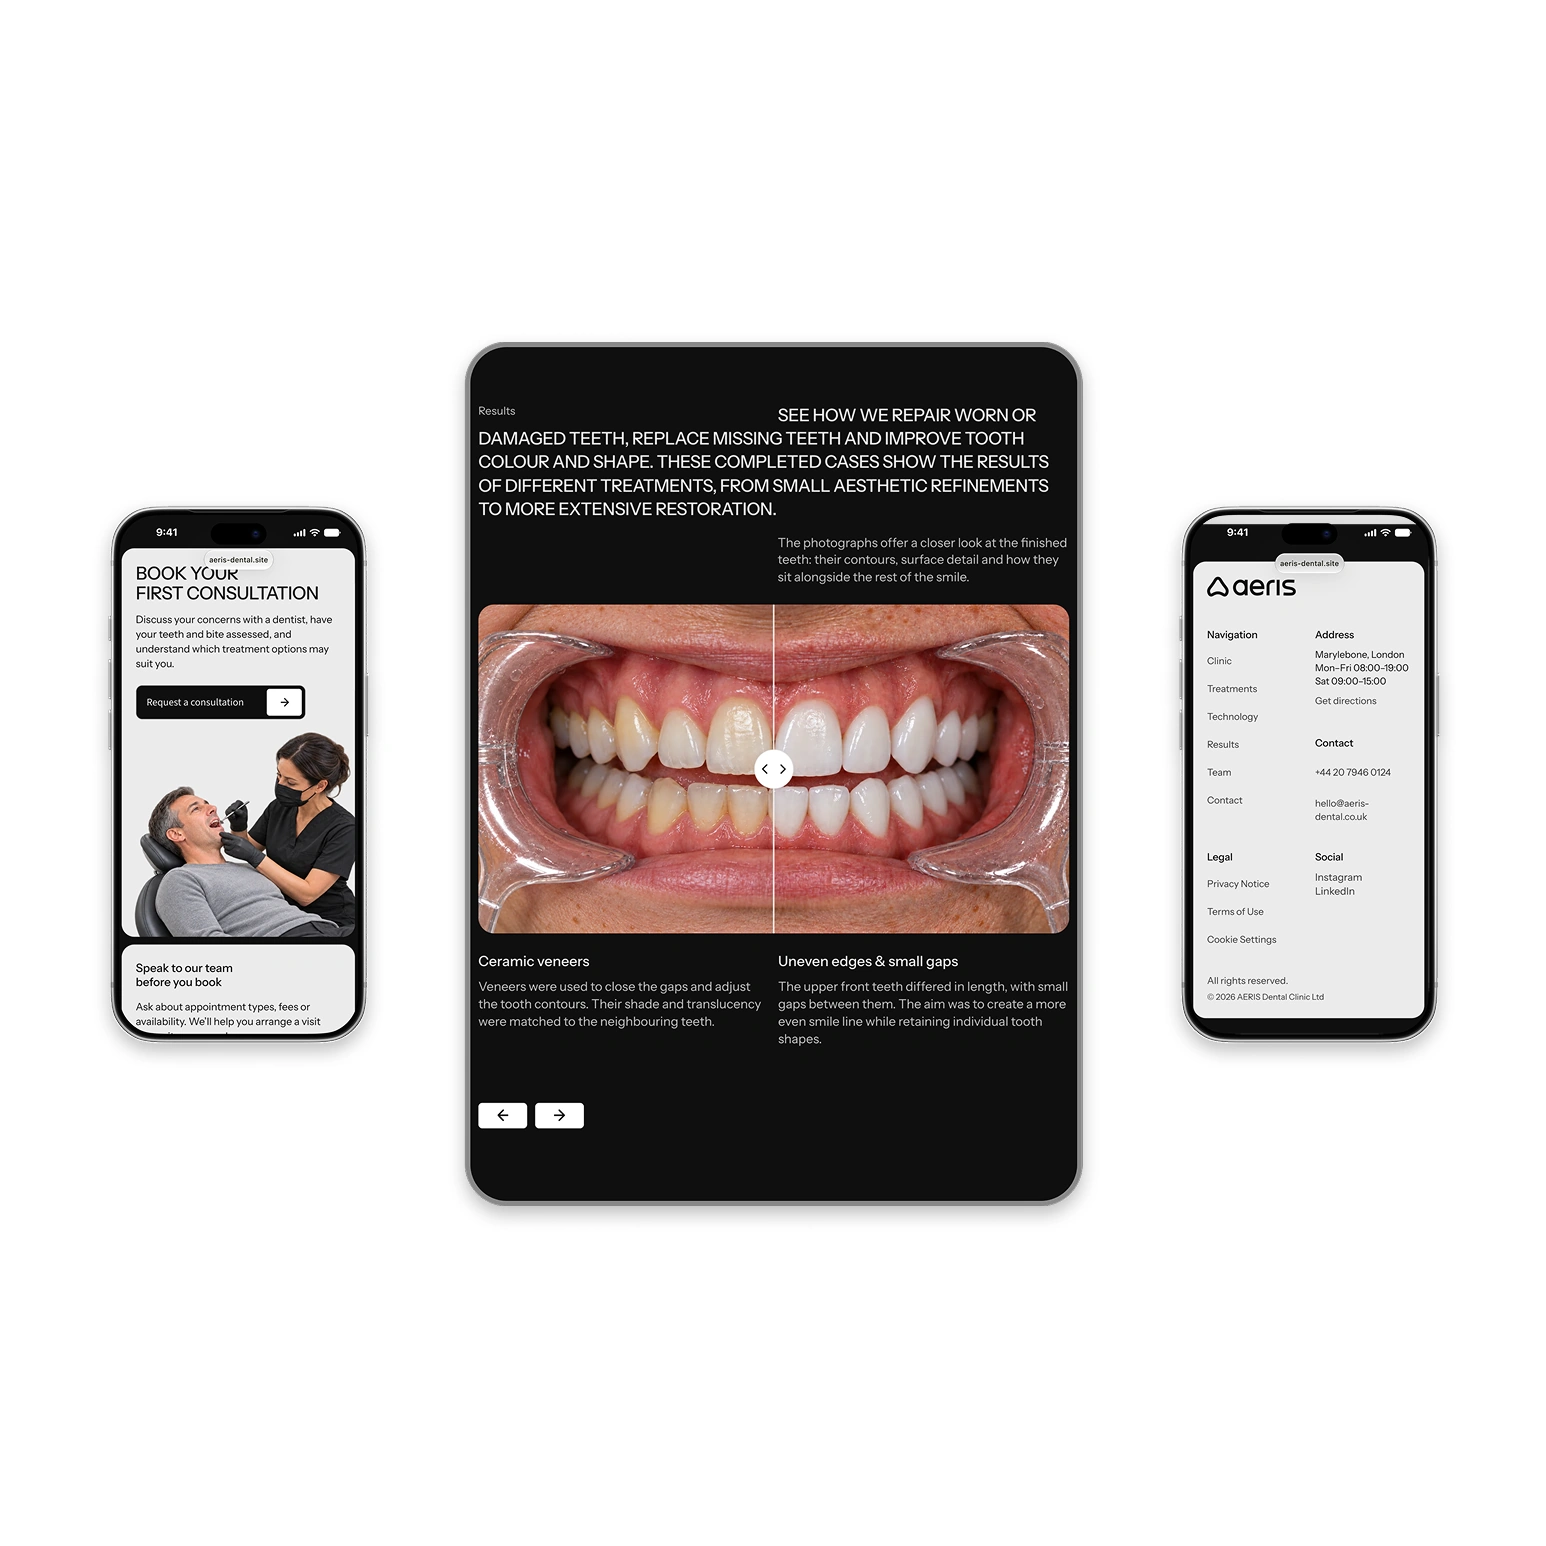 9:41
aeris-dental.site
BOOK YOUR
FIRST CONSULTATION
Discuss your concerns with a dentist, have
your teeth and bite assessed, and
understand which treatment options may
suit you.
Request a consultation
Speak to our team
before you book
Ask about appointment types, fees or
availability. We'll help you arrange a visit
Results
SEE HOW WE REPAIR WORN OR
DAMAGED TEETH, REPLACE MISSING TEETH AND IMPROVE TOOTH
COLOUR AND SHAPE. THESE COMPLETED CASES SHOW THE RESULTS
OF DIFFERENT TREATMENTS, FROM SMALL AESTHETIC REFINEMENTS
TO MORE EXTENSIVE RESTORATION.
The photographs offer a closer look at the finished
teeth: their contours, surface detail and how they
sit alongside the rest of the smile.
Ceramic veneers
Veneers were used to close the gaps and adjust
the tooth contours. Their shade and translucency
were matched to the neighbouring teeth.
Uneven edges & small gaps
The upper front teeth differed in length, with small
gaps between them. The aim was to create a more
even smile line while retaining individual tooth
shapes.
9:41
aeris-dental.site
aeris
Navigation
Clinic
Treatments
Technology
Results
Team
Contact
Address
Marylebone, London
Mon–Fri 08:00–19:00
Sat 09:00–15:00
Get directions
Contact
+44 20 7946 0124
hello@aeris-
dental.co.uk
Legal
Privacy Notice
Terms of Use
Cookie Settings
Social
Instagram
LinkedIn
All rights reserved.
© 2026 AERIS Dental Clinic Ltd